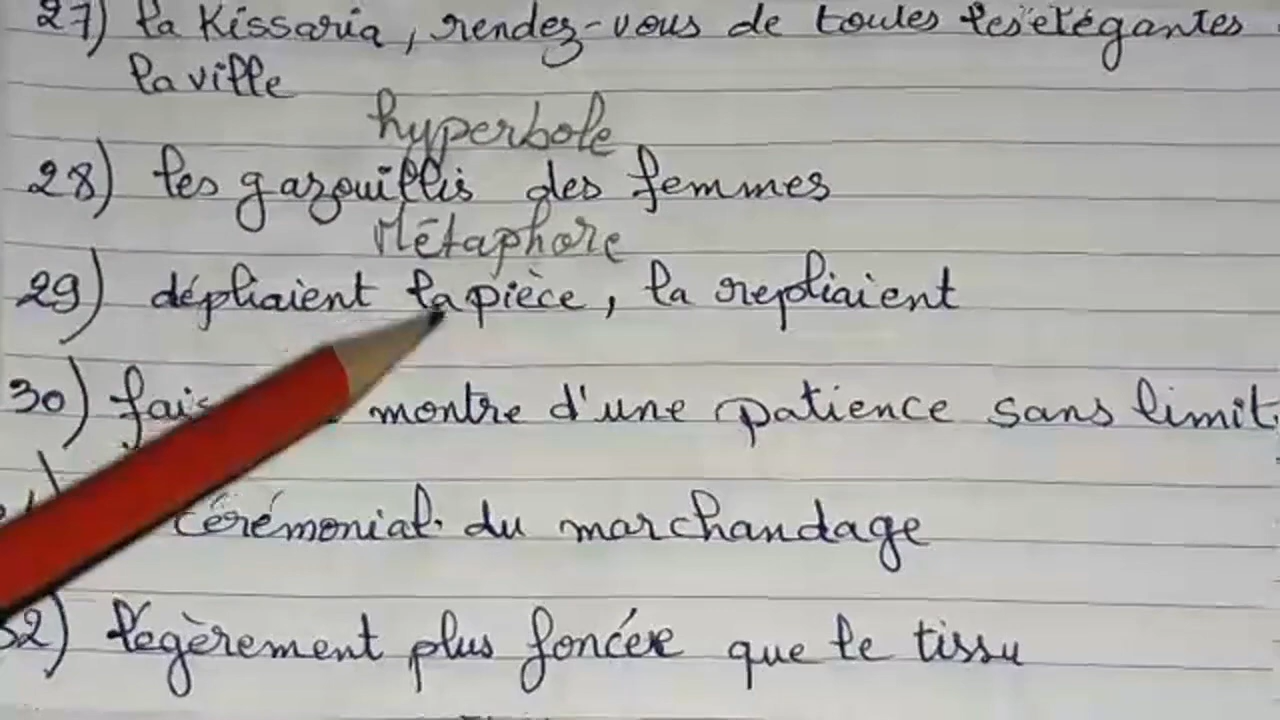 27) la Kissaria, rendez-vous de toutes les élégantes
la ville
hyperbole
28) les gazouillis des femmes
Métaphore
29) dépliaient la pièce, la repliaient
30) montre d'une patience sans limit
cérémonial du marchandage
32) légèrement plus foncée que le tissu